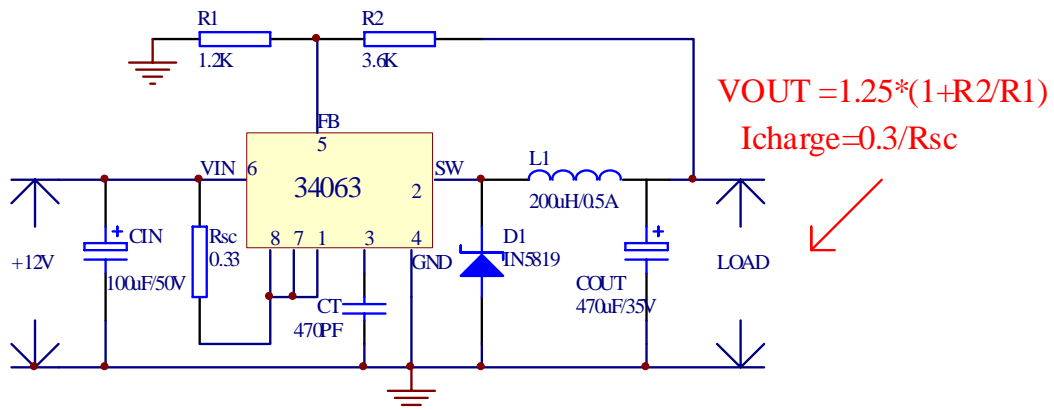 R1
R2
1.2K
3.6K
VOUT =1.25*(1+R2/R1)
Icharge=0.3/Rsc
FB
5
VIN
6
34063
SW
2
L1
200uH/0.5A
8
7
1
3
4
+12V
CIN
100uF/50V
Rsc
0.33
CT
470PF
GND
D1
IN5819
COUT
470uF/35V
LOAD
+
+